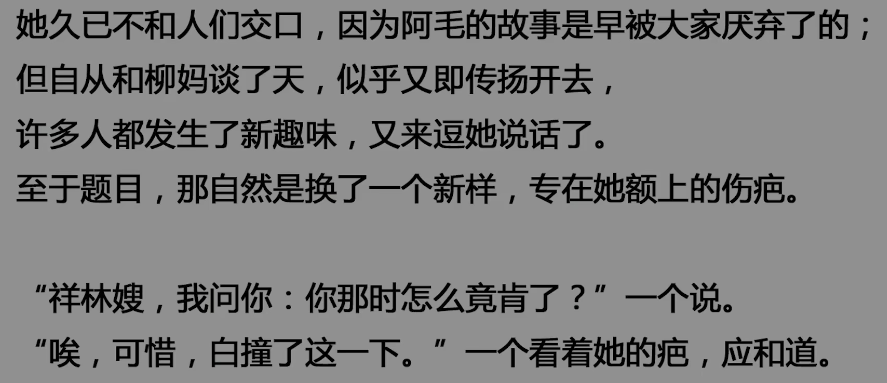 她久已不和人们交口，因为阿毛的故事是早被大家厌弃了的；
但自从和柳妈谈了天，似乎又即传扬开去，
许多人都发生了新趣味，又来逗她说话了。
至于题目，那自然是换了一个新样，专在她额上的伤疤。
“祥林嫂，我问你：你那时怎么竟肯了？”一个说。
“唉，可惜，白撞了这一下。”一个看着她的疤，应和道。